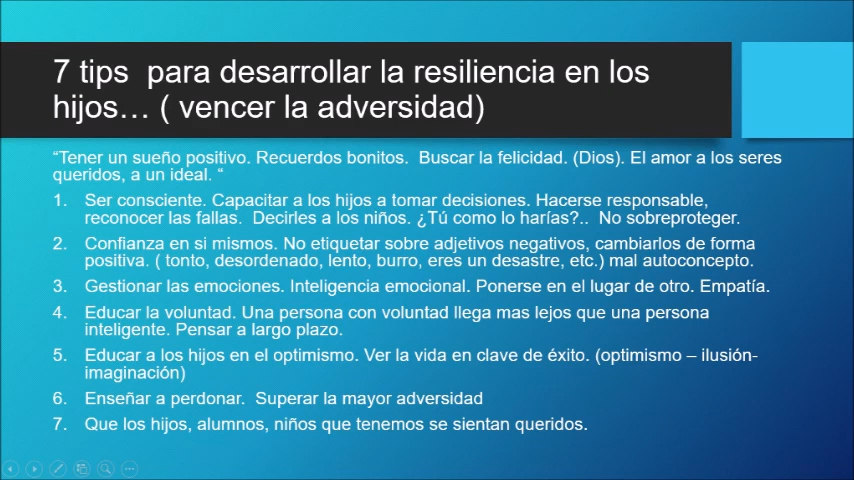 7 tips  para desarrollar la resiliencia en los
hijos… ( vencer la adversidad)
“Tener un sueño positivo. Recuerdos bonitos.  Buscar la felicidad. (Dios). El amor a los seres
queridos, a un ideal. “
1. Ser consciente. Capacitar a los hijos a tomar decisiones. Hacerse responsable,
reconocer las fallas.  Decirles a los niños. ¿Tú como lo harías?..  No sobreproteger.
2. Confianza en si mismos. No etiquetar sobre adjetivos negativos, cambiarlos de forma
positiva. ( tonto, desordenado, lento, burro, eres un desastre, etc.) mal autoconcepto.
3. Gestionar las emociones. Inteligencia emocional. Ponerse en el lugar de otro. Empatía.
4. Educar la voluntad. Una persona con voluntad llega mas lejos que una persona
inteligente. Pensar a largo plazo.
5. Educar a los hijos en el optimismo. Ver la vida en clave de éxito. (optimismo – ilusión-
imaginación)
6. Enseñar a perdonar.  Superar la mayor adversidad
7. Que los hijos, alumnos, niños que tenemos se sientan queridos.